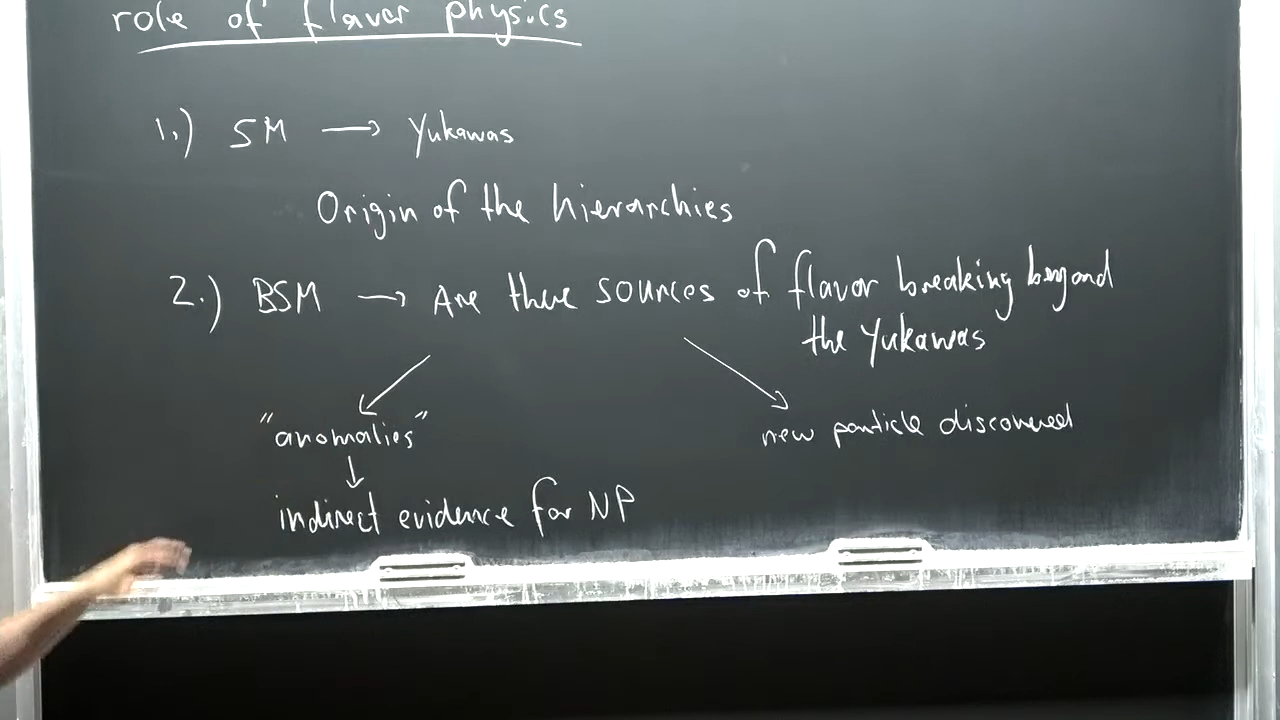 role of flavor physics
1.) SM → Yukawas
Origin of the hierarchies
2.) BSM → Are there sources of flavor breaking beyond
the Yukawas
"anomalies"
new particle discovered
↓
indirect evidence for NP